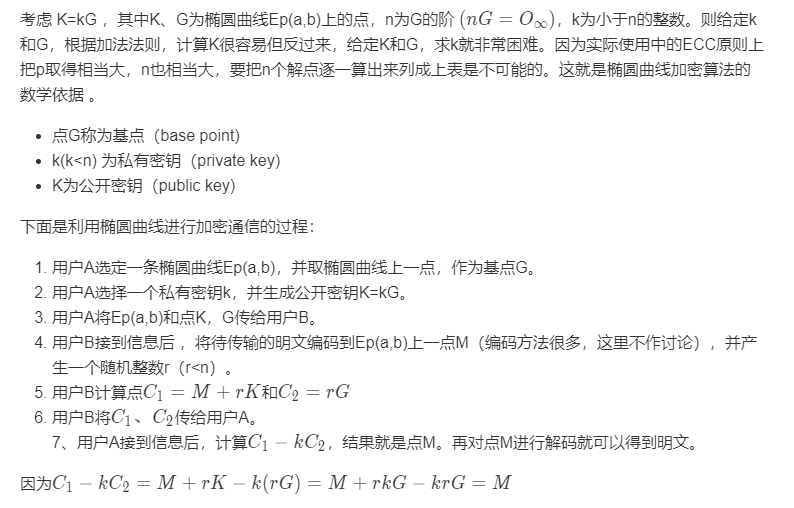 考虑 K=kG ，其中K、G为椭圆曲线Ep(a,b)上的点，n为G的阶 (nG = O∞)，k为小于n的整数。则给定k
和G，根据加法法则，计算K很容易但反过来，给定K和G，求k就非常困难。因为实际使用中的ECC原则上
把p取得相当大，n也相当大，要把n个解点逐一算出来列成上表是不可能的。这就是椭圆曲线加密算法的
数学依据 。
• 点G称为基点（base point)
• k(k<n) 为私有密钥（private key)
• K为公开密钥（public key)
下面是利用椭圆曲线进行加密通信的过程：
1. 用户A选定一条椭圆曲线Ep(a,b)，并取椭圆曲线上一点，作为基点G。
2. 用户A选择一个私有密钥k，并生成公开密钥K=kG。
3. 用户A将Ep(a,b)和点K，G传给用户B。
4. 用户B接到信息后 ，将待传输的明文编码到Ep(a,b)上一点M（编码方法很多，这里不作讨论），并产
生一个随机整数r（r<n）。
5. 用户B计算点C₁ = M + rK和C₂ = rG
6. 用户B将C₁、 C₂传给用户A。
7、用户A接到信息后，计算C₁ − kC₂，结果就是点M。再对点M进行解码就可以得到明文。
因为C₁ − kC₂ = M + rK − k(rG) = M + rkG − krG = M